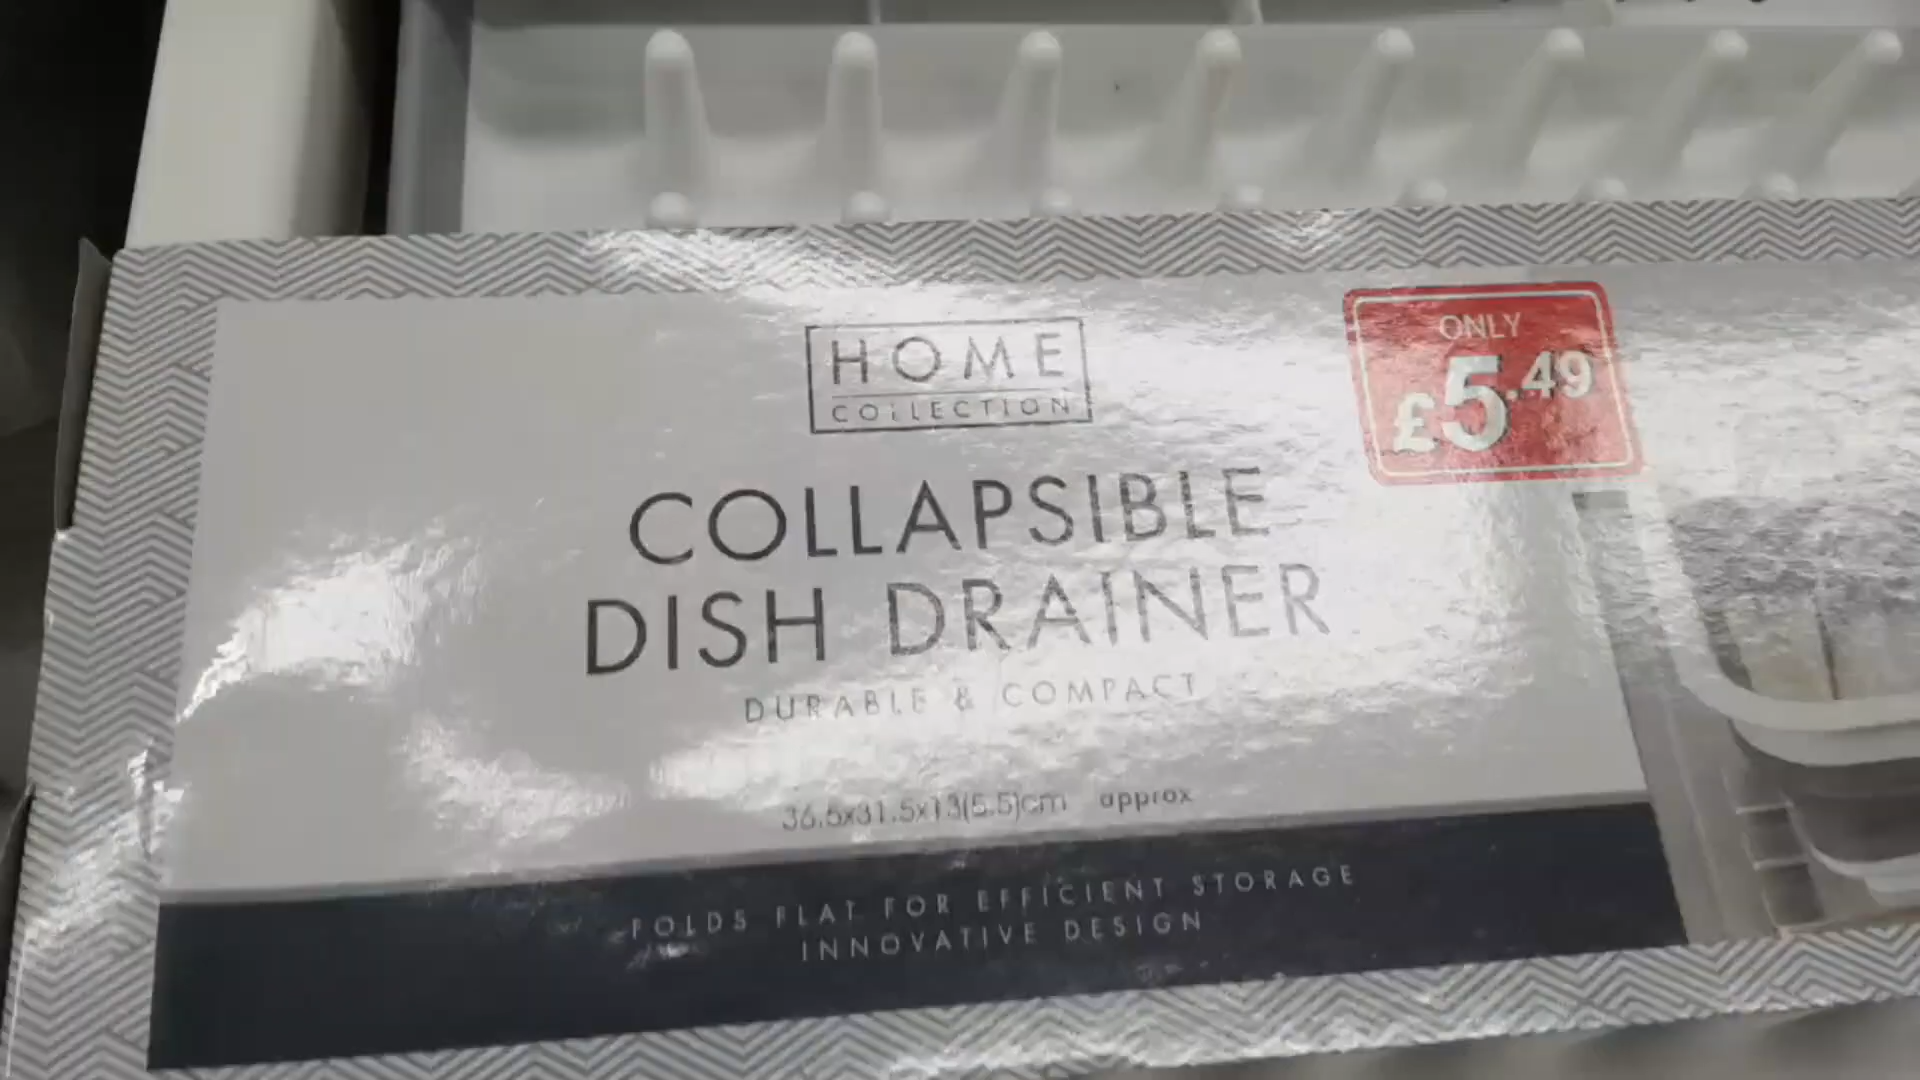 HOME
COLLECTION
ONLY
£5.49
COLLAPSIBLE
DISH DRAINER
DURABLE & COMPACT
36.5x31.5x13(5.5)cm approx
FOLDS FLAT FOR EFFICIENT STORAGE
INNOVATIVE DESIGN